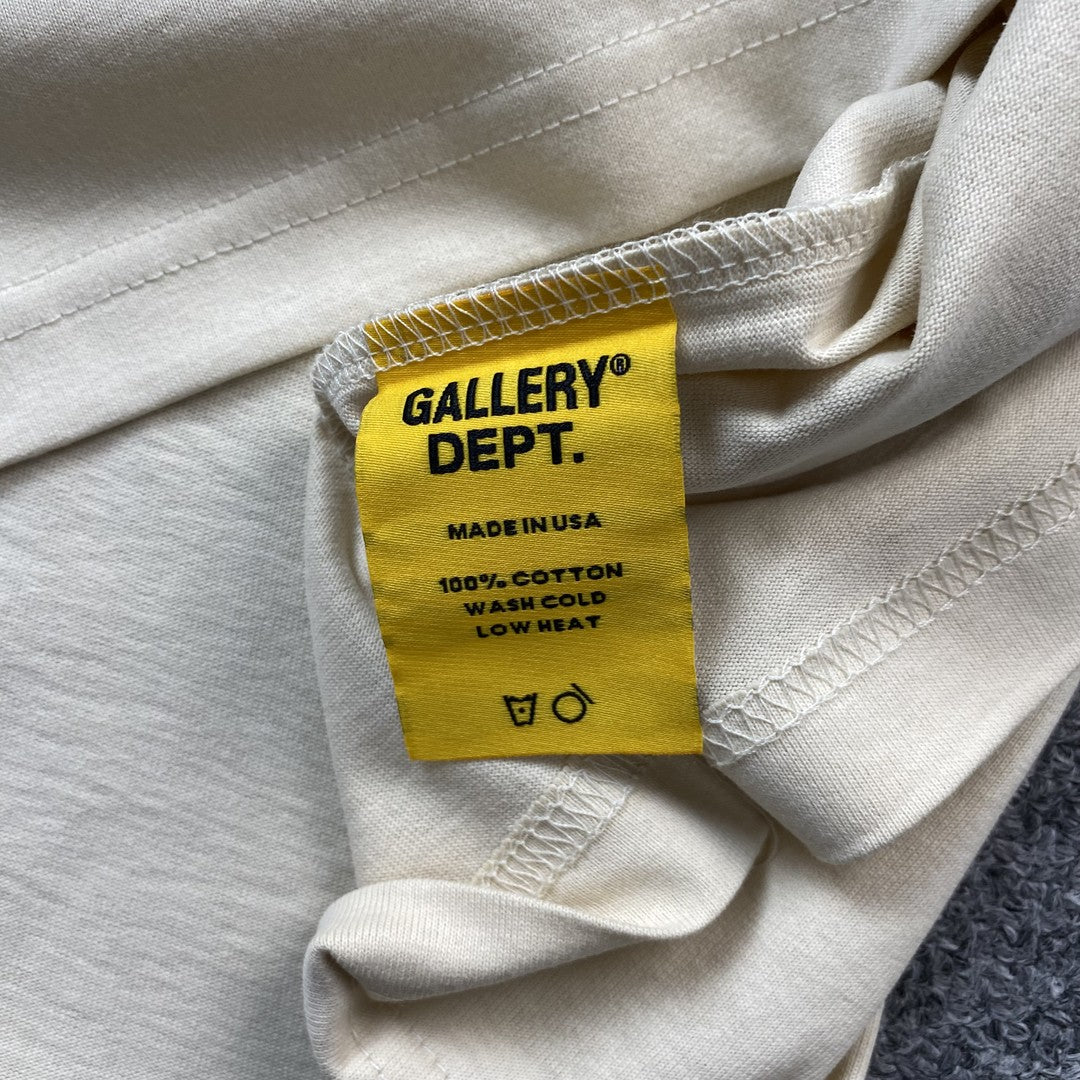 GALLERY®
DEPT.
MADE IN USA
100% COTTON
WASH COLD
LOW HEAT